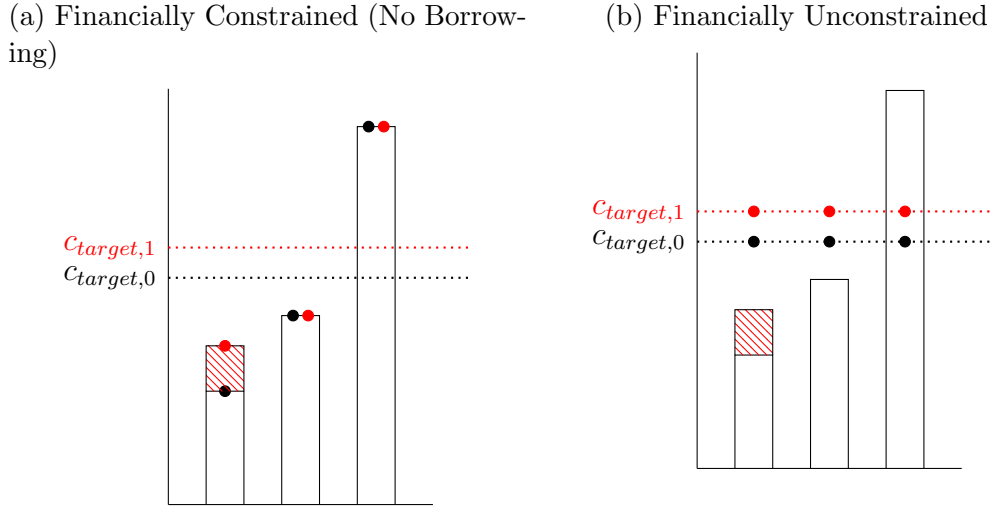 (a) Financially Constrained (No Borrow-
ing)
(b) Financially Unconstrained
c_{target,1}
c_{target,0}
c_{target,1}
c_{target,0}